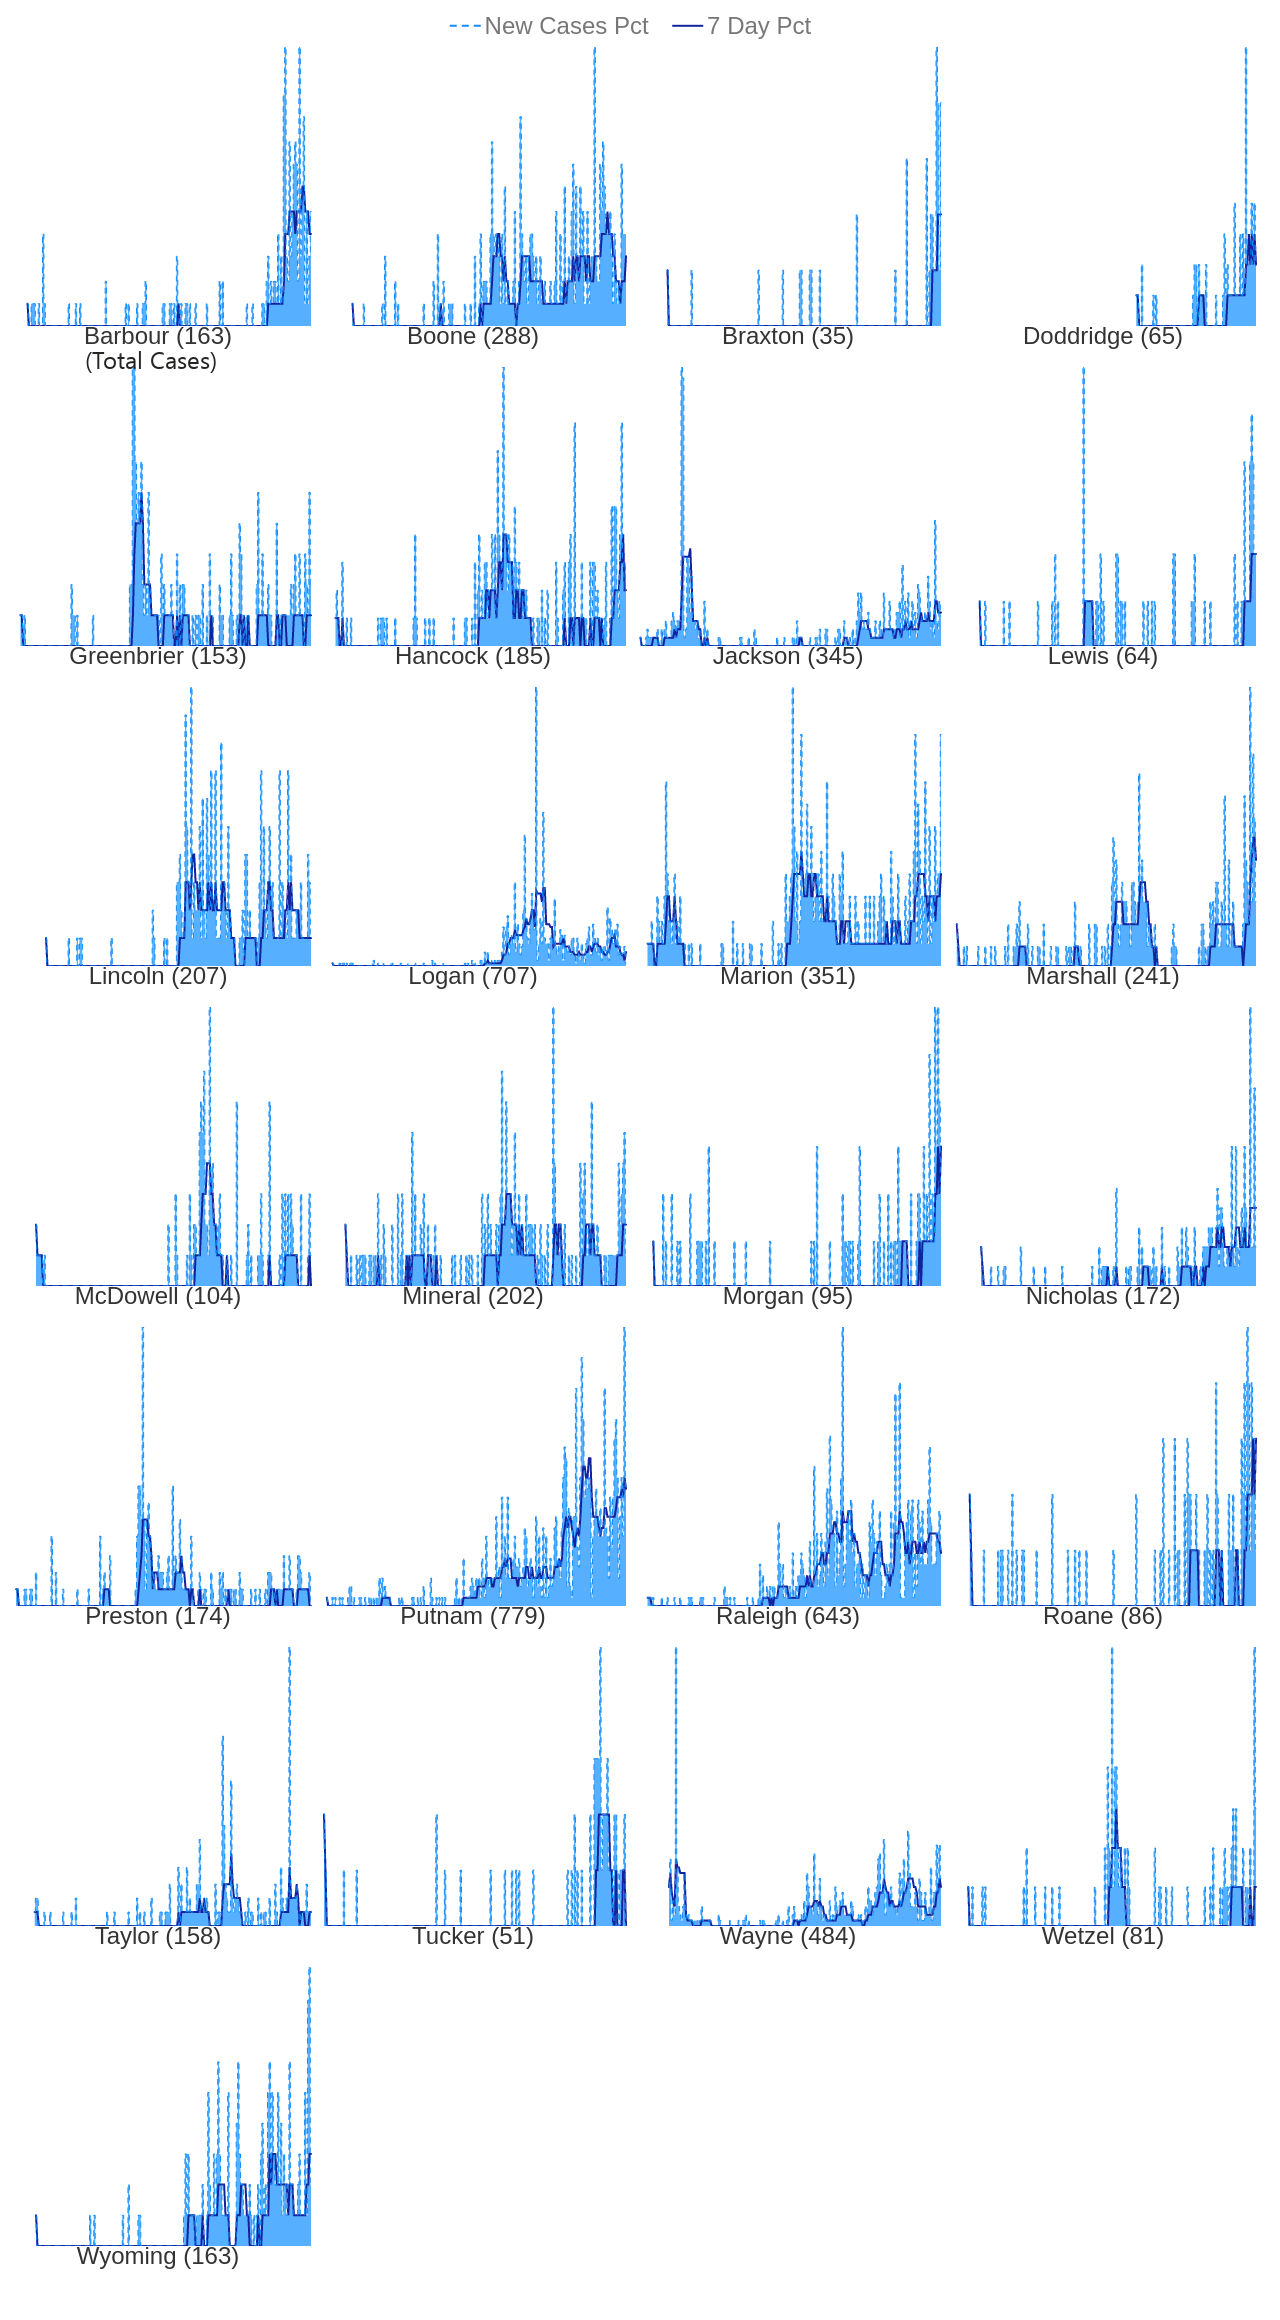 New Cases Pct 7 Day Pct
Barbour (163) Boone (288) Braxton (35) Doddridge (65)
(Total Cases)
Greenbrier (153) Hancock (185) Jackson (345) Lewis (64)
Lincoln (207) Logan (707) Marion (351) Marshall (241)
McDowell (104) Mineral (202) Morgan (95) Nicholas (172)
Preston (174) Putnam (779) Raleigh (643) Roane (86)
Taylor (158) Tucker (51) Wayne (484) Wetzel (81)
Wyoming (163)